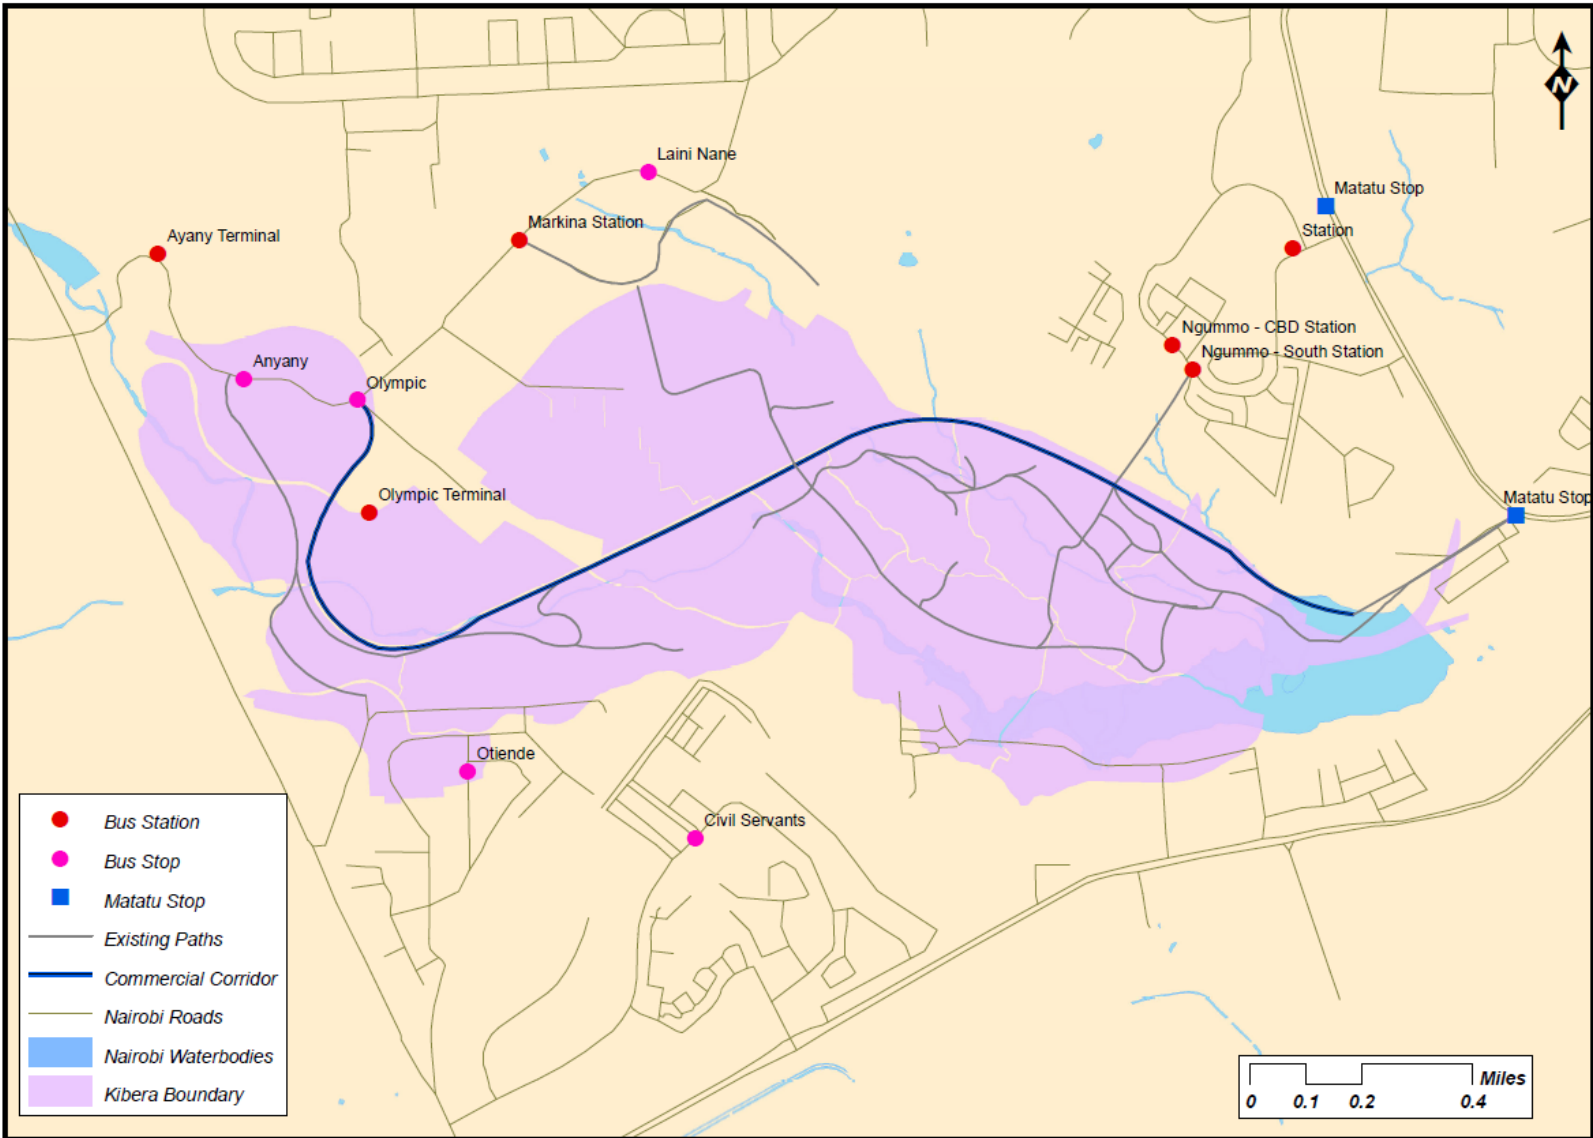 N
Laini Nane
Matatu Stop
Markina Station
Station
Ayany Terminal
Ngummo - CBD Station
Ngummo - South Station
Anyany
Olympic
Olympic Terminal
Matatu Stop
Otiende
Civil Servants
Bus Station
Bus Stop
Matatu Stop
Existing Paths
Commercial Corridor
Nairobi Roads
Nairobi Waterbodies
Kibera Boundary
Miles
0 0.1 0.2 0.4